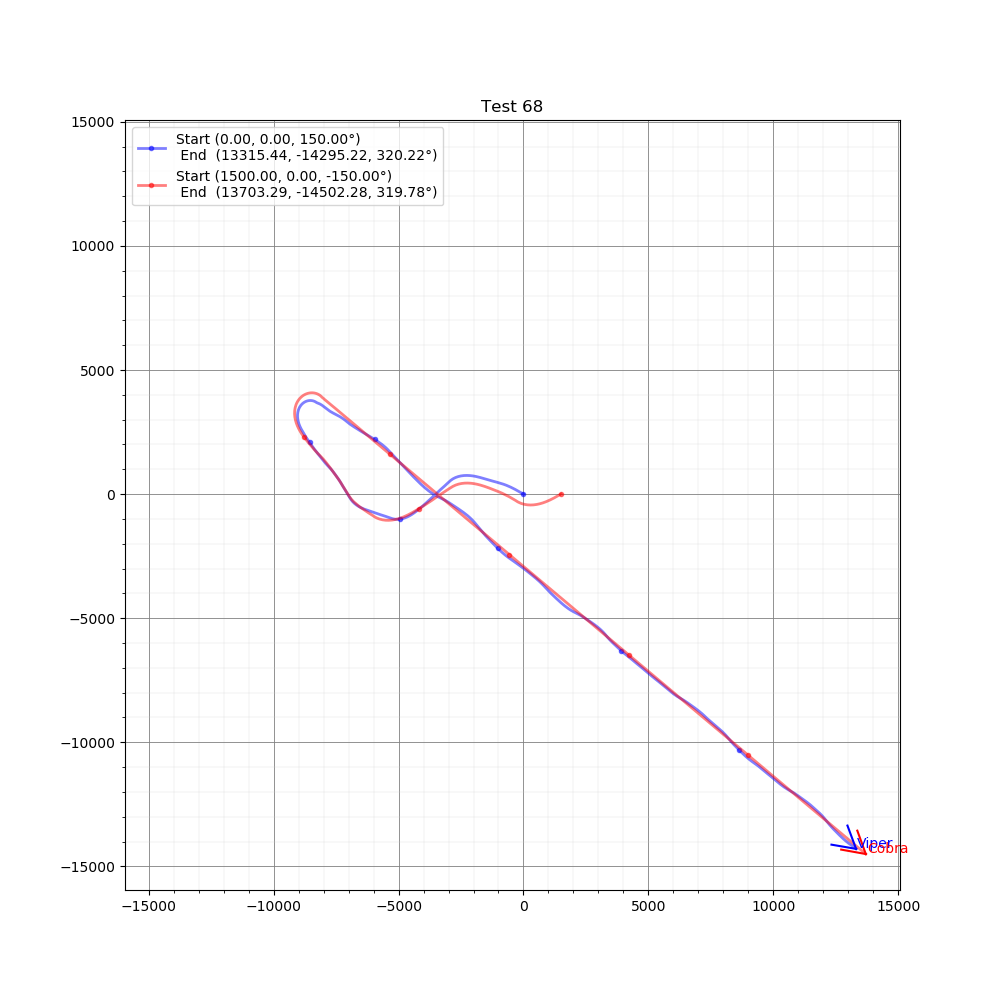 Test 68
Start (0.00, 0.00, 150.00°)
End (13315.44, -14295.22, 320.22°)
Start (1500.00, 0.00, -150.00°)
End (13703.29, -14502.28, 319.78°)
15000
10000
5000
0
−5000
−10000
−15000
Viper
Cobra
−15000
−10000
−5000
0
5000
10000
15000